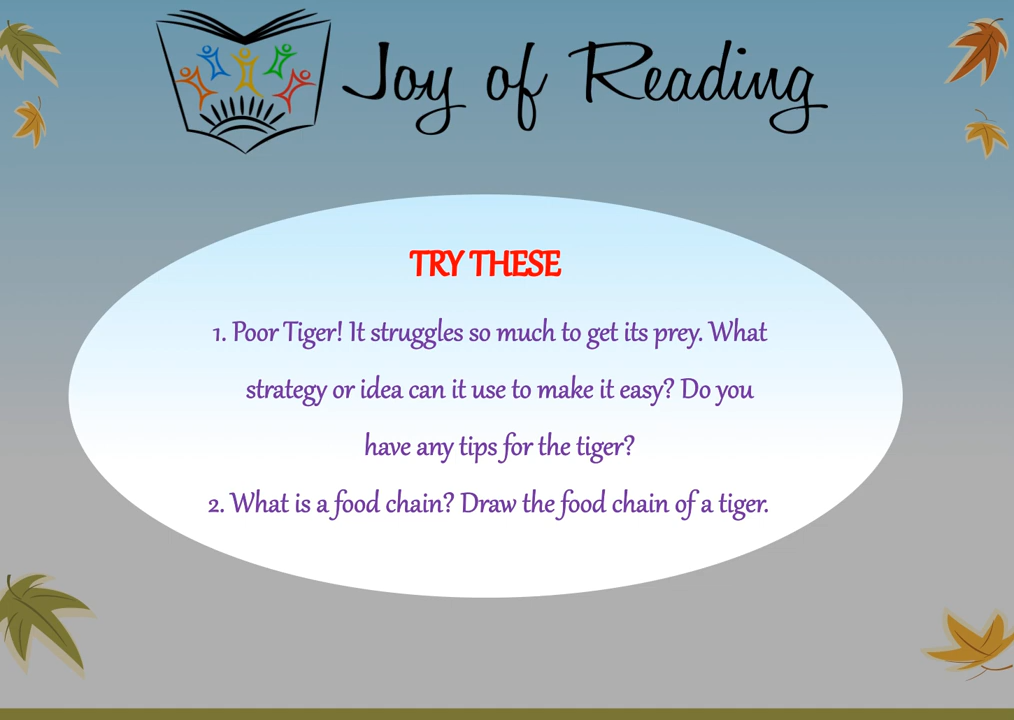 Joy of Reading
TRY THESE
1. Poor Tiger! It struggles so much to get its prey. What
strategy or idea can it use to make it easy? Do you
have any tips for the tiger?
2. What is a food chain? Draw the food chain of a tiger.